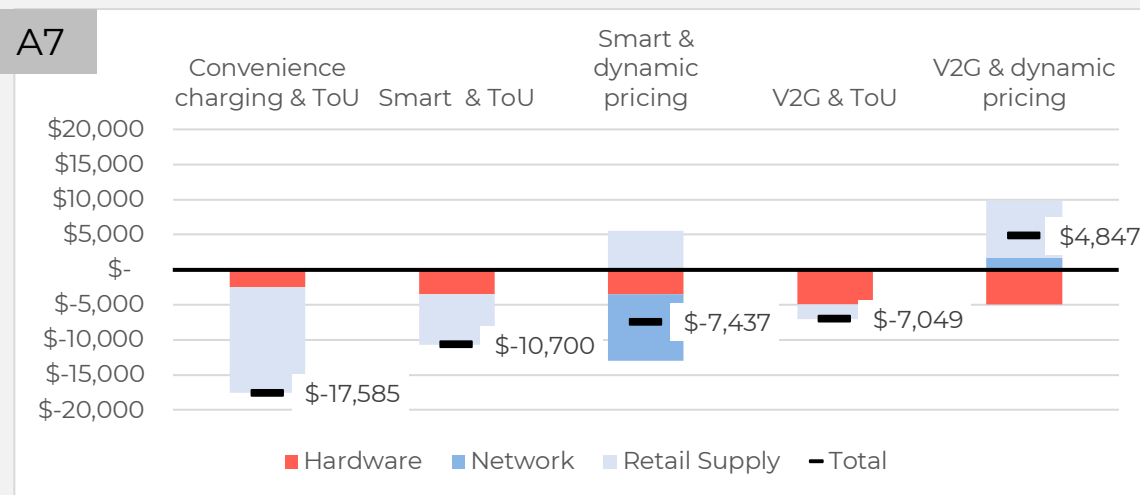 A7
Convenience
charging & ToU
Smart & ToU
Smart &
dynamic
pricing
V2G & ToU
V2G & dynamic
pricing
$20,000
$15,000
$10,000
$5,000
$-
$-5,000
$-10,000
$-15,000
$-20,000
$-17,585
$-10,700
$-7,437
$-7,049
$4,847
Hardware Network Retail Supply Total